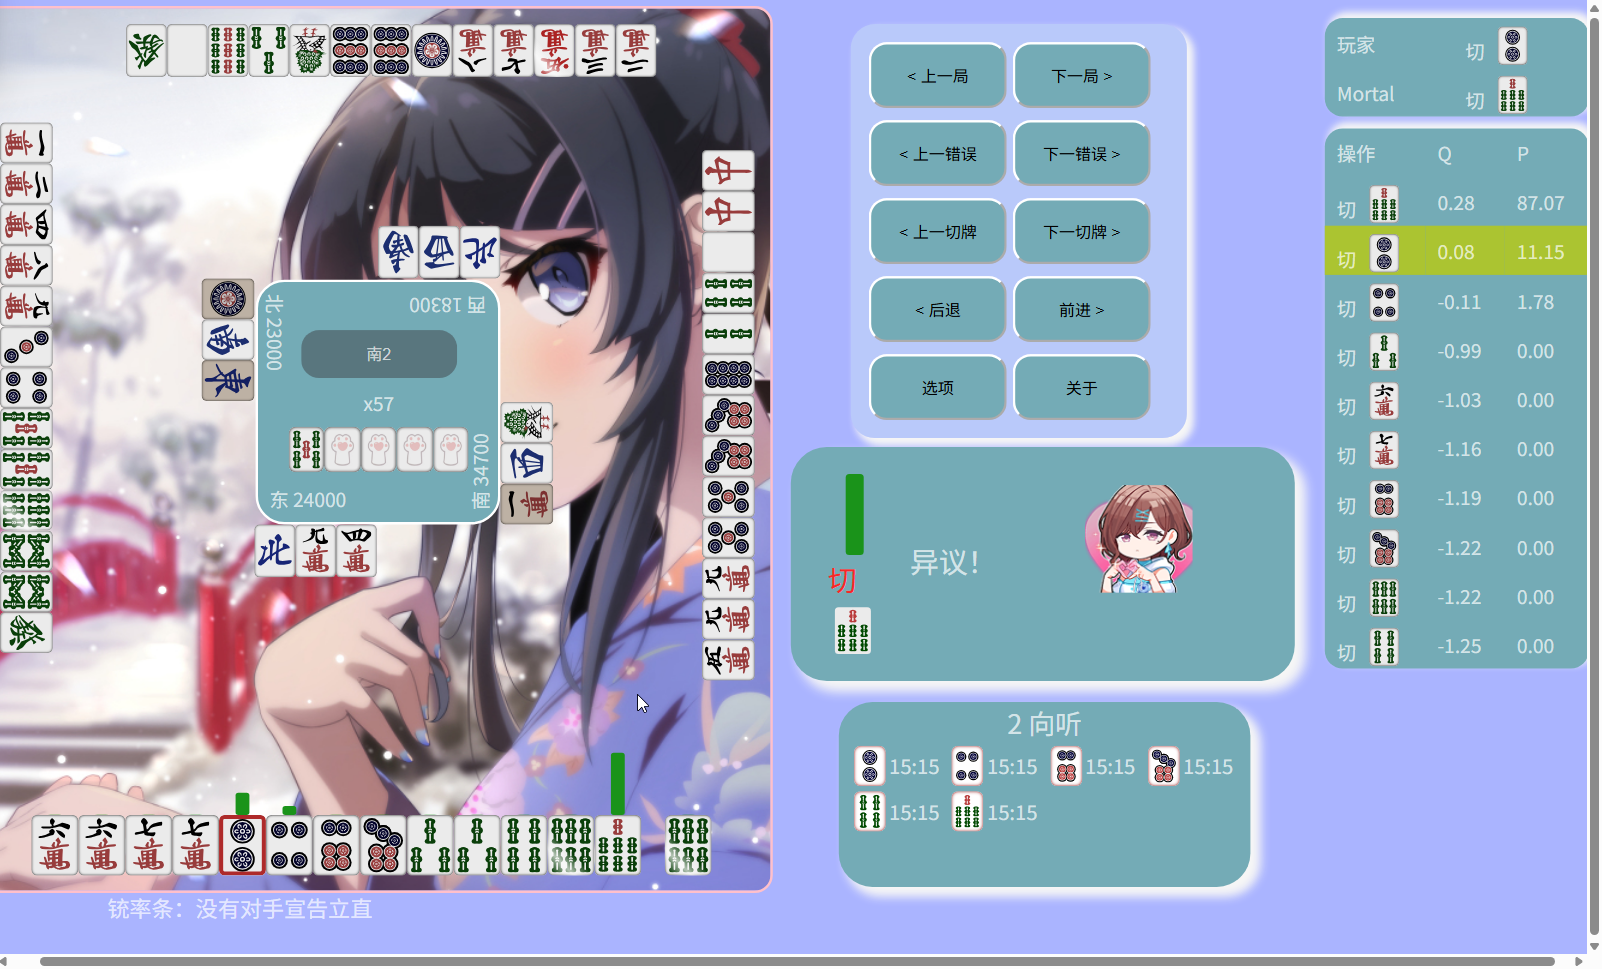 北 23000
西 18300
南2
x57
东 24000
南 34700
铳率条：没有对手宣告立直
< 上一局
下一局 >
< 上一错误
下一错误 >
< 上一切牌
下一切牌 >
< 后退
前进 >
选项
关于
切
异议！
2 向听
15:15 15:15 15:15 15:15
15:15 15:15
玩家 切
Mortal 切
操作 Q P
切 0.28 87.07
切 0.08 11.15
切 -0.11 1.78
切 -0.99 0.00
切 -1.03 0.00
切 -1.16 0.00
切 -1.19 0.00
切 -1.22 0.00
切 -1.22 0.00
切 -1.25 0.00